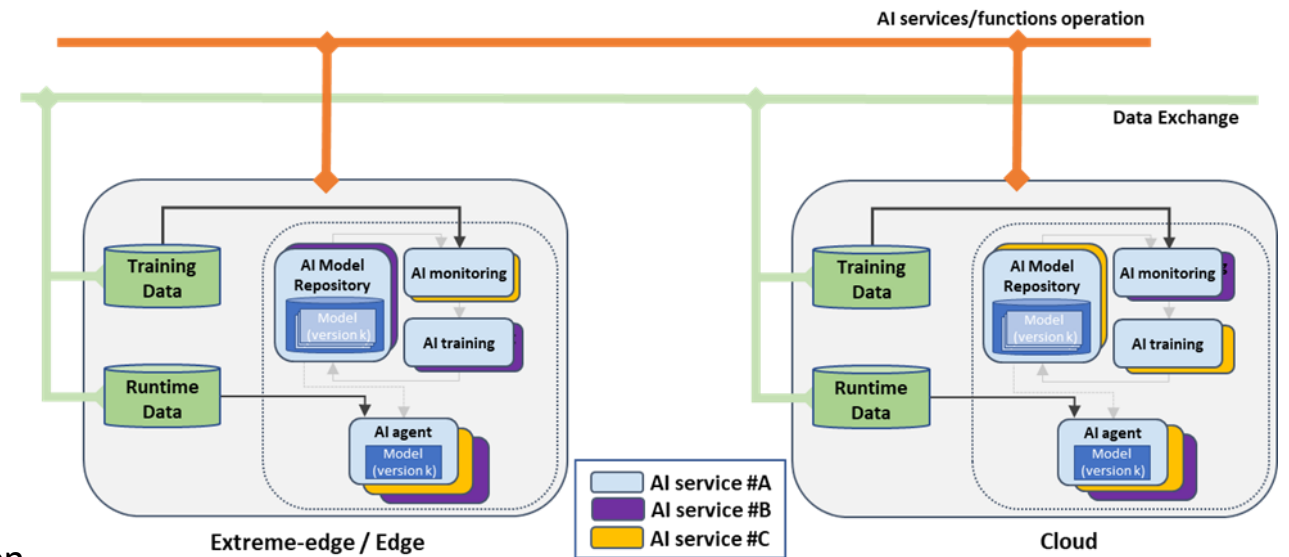 AI services/functions operation
Data Exchange
Training
Data
AI Model
Repository
Model
(version k)
AI monitoring
AI training
Runtime
Data
AI agent
Model
(version k)
Extreme-edge / Edge
Training
Data
AI Model
Repository
Model
(version k)
AI monitoring
AI training
Runtime
Data
AI agent
Model
(version k)
Cloud
AI service #A
AI service #B
AI service #C